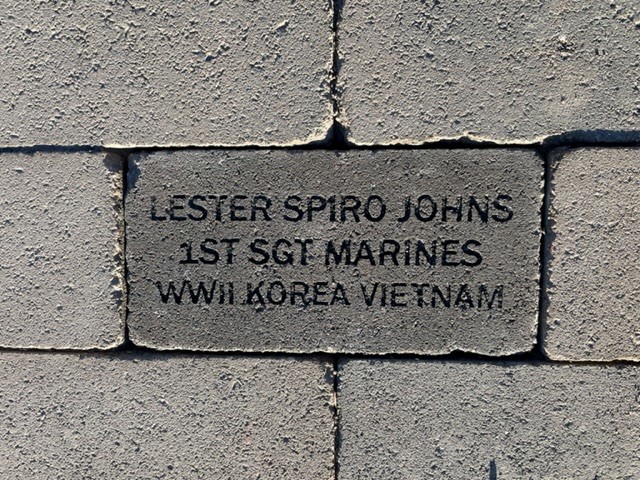 LESTER SPIRO JOHNS
1ST SGT MARINES
WWII KOREA VIETNAM